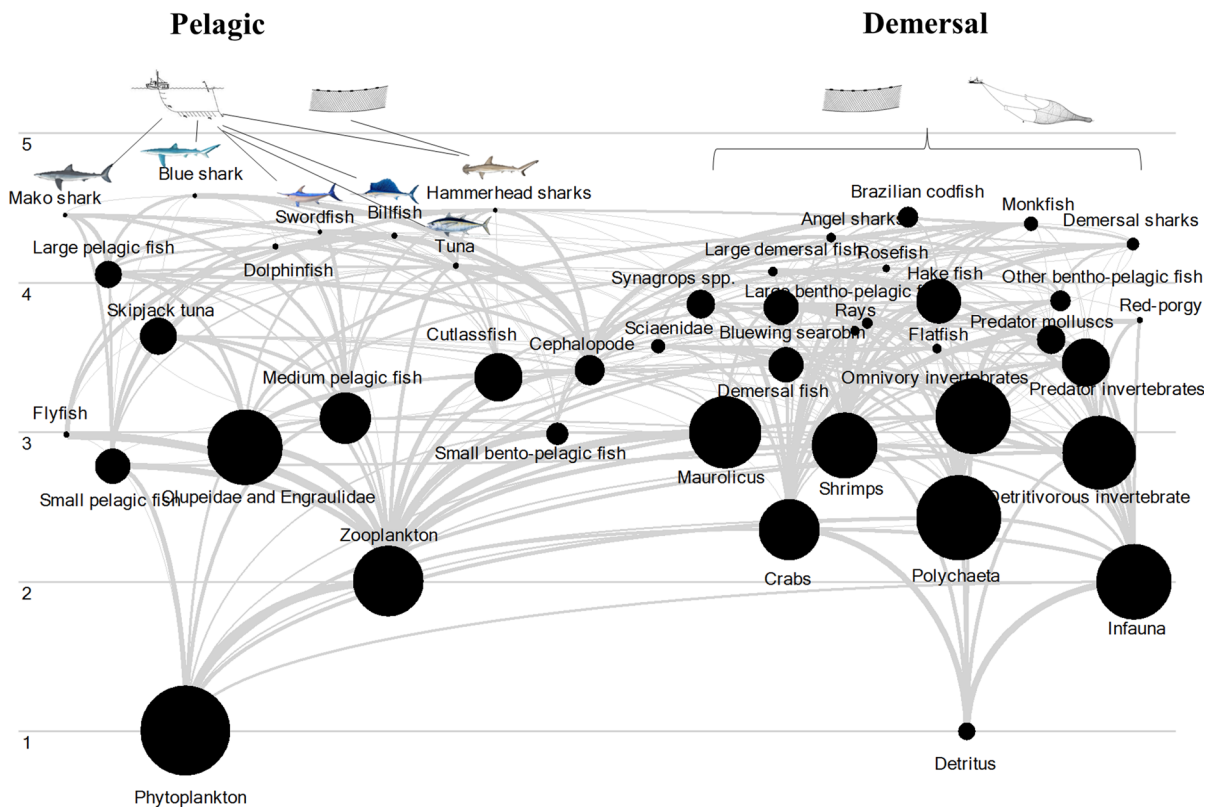 Pelagic
Demersal
5
Blue shark
Mako shark
Hammerhead sharks
Brazilian codfish
Monkfish
Swordfish
Billfish
Angel sharks
Demersal sharks
Large pelagic fish
Tuna
Large demersal fish
Rosefish
Dolphinfish
Synagrops spp.
Hake fish
Other bentho-pelagic fish
4
Large bentho-pelagic f
Skipjack tuna
Rays
Red-porgy
Cutlassfish
Cephalopode
Sciaenidae
Bluewing searobin
Flatfish
Predator molluscs
Medium pelagic fish
Demersal fish
Omnivory invertebrates
Predator invertebrates
Flyfish
3
Small bento-pelagic fish
Maurolicus
Shrimps
Small pelagic fish
Clupeidae and Engraulidae
Detritivorous invertebrate
Zooplankton
Crabs
Polychaeta
2
Infauna
1
Detritus
Phytoplankton